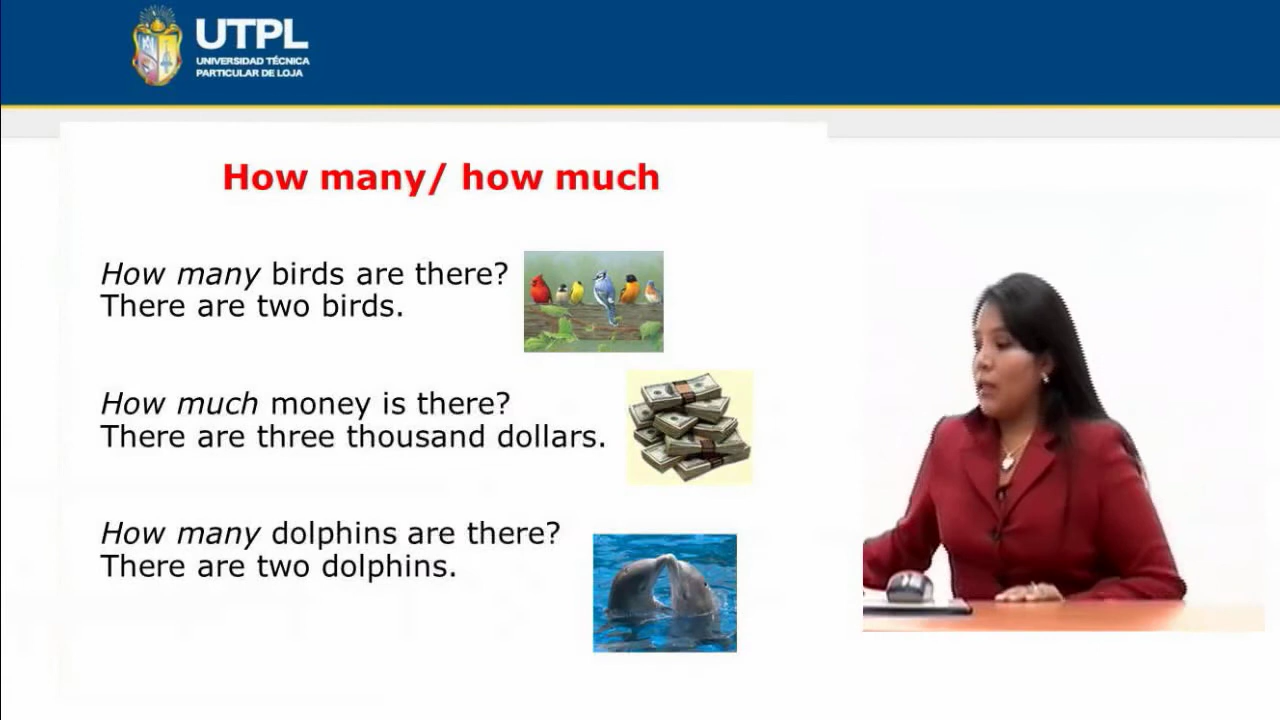 UTPL
UNIVERSIDAD TÉCNICA
PARTICULAR DE LOJA
How many/ how much
How many birds are there?
There are two birds.
How much money is there?
There are three thousand dollars.
How many dolphins are there?
There are two dolphins.